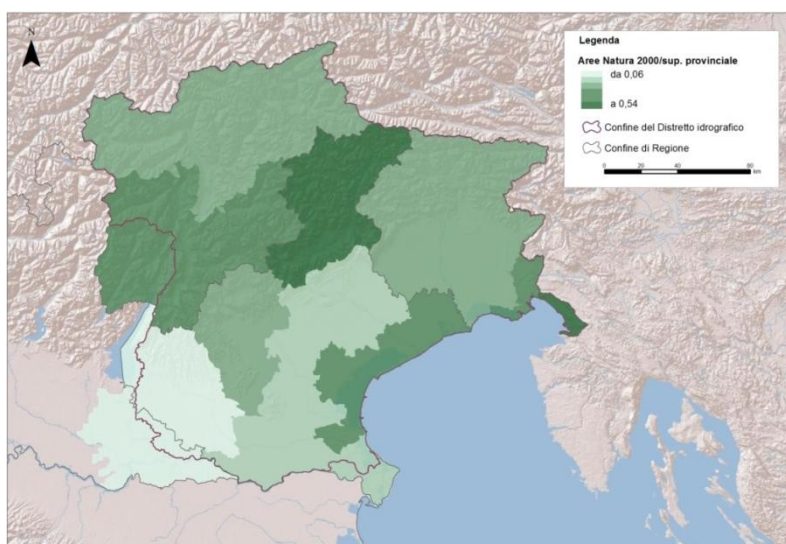 N
Legenda
Aree Natura 2000/sup. provinciale
da 0,06
a 0,54
Confine del Distretto idrografico
Confine di Regione
0 20 40 80
km